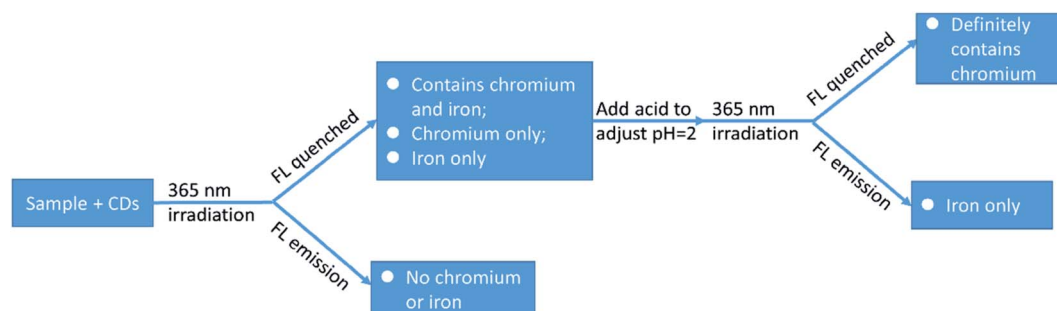 Sample + CDs
365 nm
irradiation
FL quenched
FL emission
Contains chromium
and iron;
Chromium only;
Iron only
No chromium
or iron
Add acid to
adjust pH=2
365 nm
irradiation
FL quenched
FL emission
Definitely
contains
chromium
Iron only